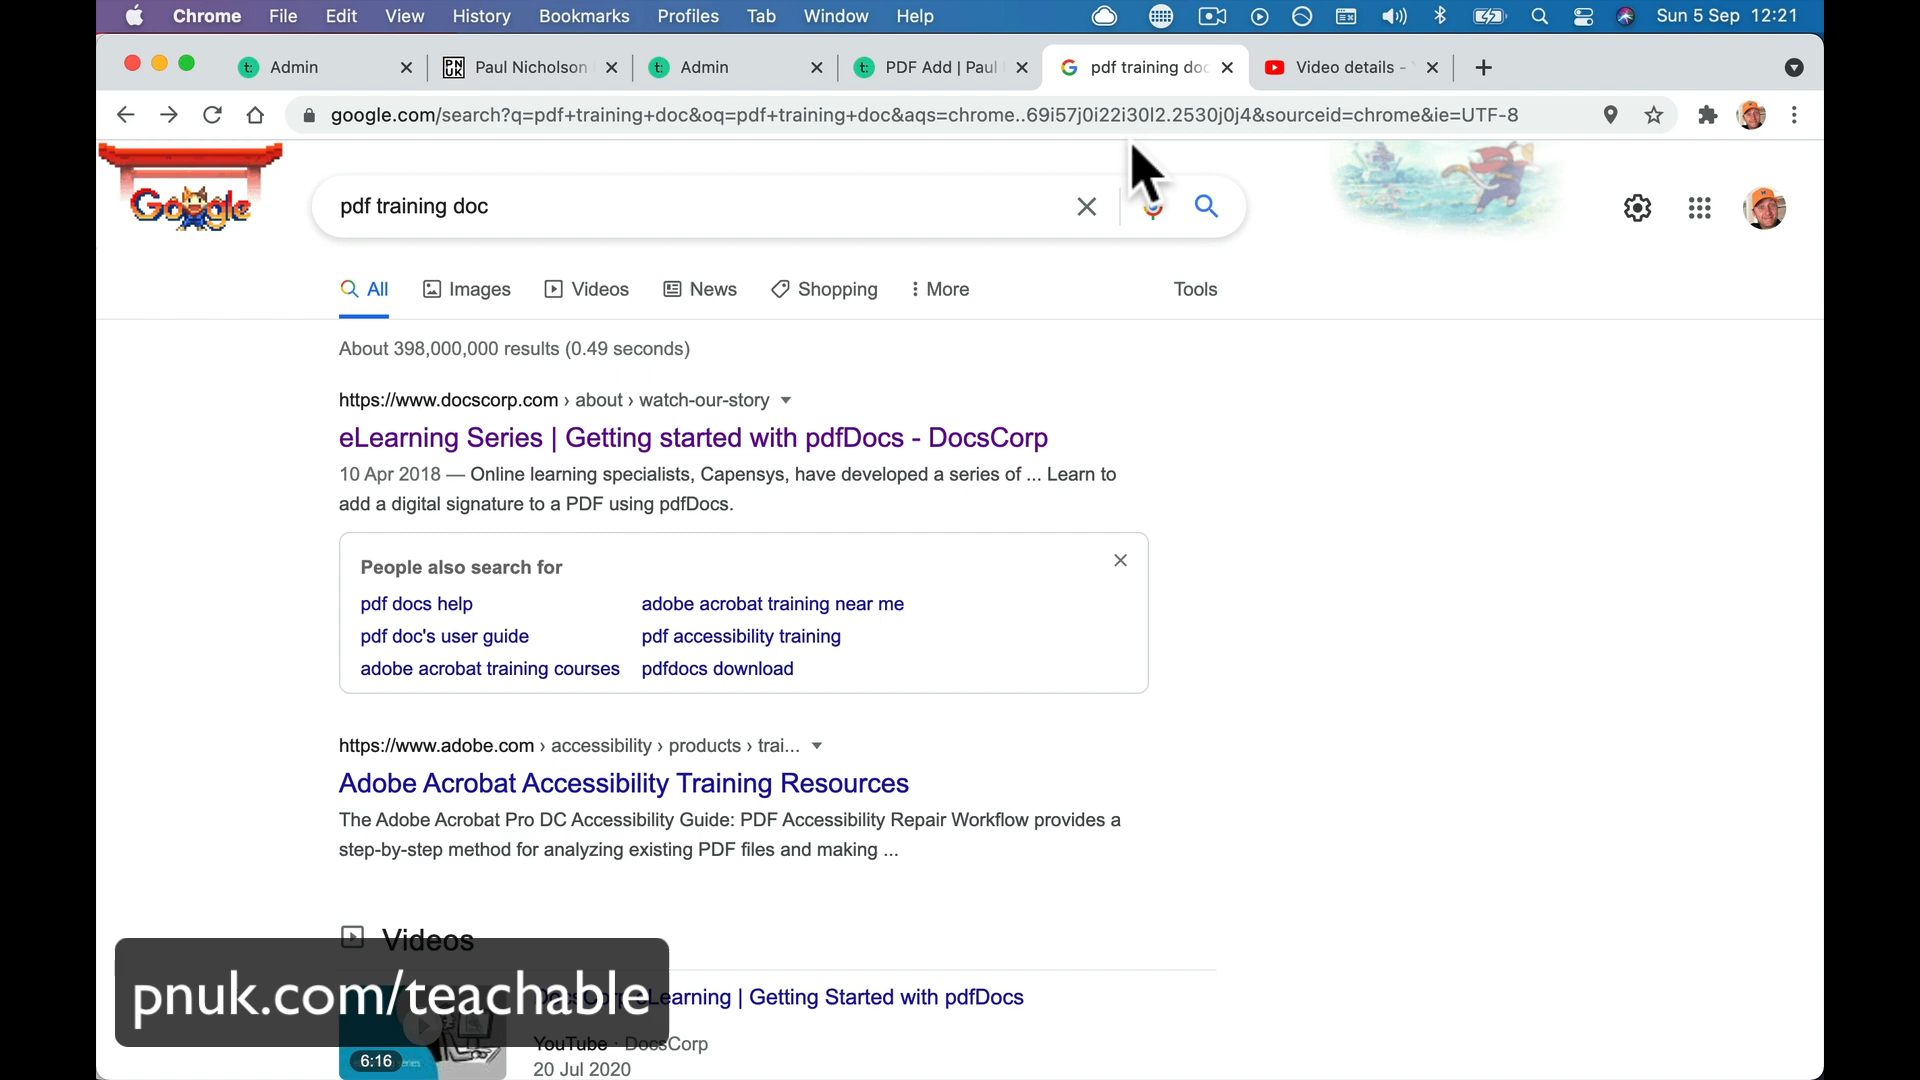 Chrome File Edit View History Bookmarks Profiles Tab Window Help Sun 5 Sep 12:21
Admin Paul Nicholson Admin PDF Add | Paul pdf training doc Video details -
google.com/search?q=pdf+training+doc&oq=pdf+training+doc&aqs=chrome..69i57j0i22i30l2.2530j0j4&sourceid=chrome&ie=UTF-8
Google
pdf training doc
All Images Videos News Shopping More Tools
About 398,000,000 results (0.49 seconds)
https://www.docscorp.com › about › watch-our-story
eLearning Series | Getting started with pdfDocs - DocsCorp
10 Apr 2018 — Online learning specialists, Capensys, have developed a series of ... Learn to
add a digital signature to a PDF using pdfDocs.
People also search for
pdf docs help adobe acrobat training near me
pdf doc's user guide pdf accessibility training
adobe acrobat training courses pdfdocs download
https://www.adobe.com › accessibility › products › trai...
Adobe Acrobat Accessibility Training Resources
The Adobe Acrobat Pro DC Accessibility Guide: PDF Accessibility Repair Workflow provides a
step-by-step method for analyzing existing PDF files and making ...
Videos
pnuk.com/teachable
DocsCorp eLearning | Getting Started with pdfDocs
YouTube · DocsCorp
6:16
20 Jul 2020